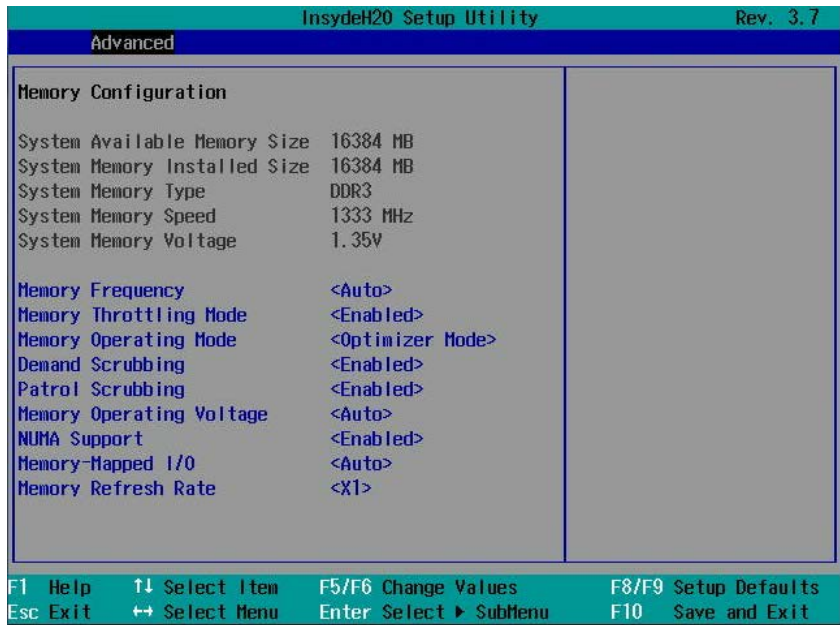 InsydeH20 Setup Utility Rev. 3.7
Advanced
Memory Configuration
System Available Memory Size 16384 MB
System Memory Installed Size 16384 MB
System Memory Type DDR3
System Memory Speed 1333 MHz
System Memory Voltage 1.35V
Memory Frequency <Auto>
Memory Throttling Mode <Enabled>
Memory Operating Mode <Optimizer Mode>
Demand Scrubbing <Enabled>
Patrol Scrubbing <Enabled>
Memory Operating Voltage <Auto>
NUMA Support <Enabled>
Memory-Mapped I/O <Auto>
Memory Refresh Rate <X1>
F1 Help ↑↓ Select Item F5/F6 Change Values F8/F9 Setup Defaults
Esc Exit ↔ Select Menu Enter Select ▶ SubMenu F10 Save and Exit